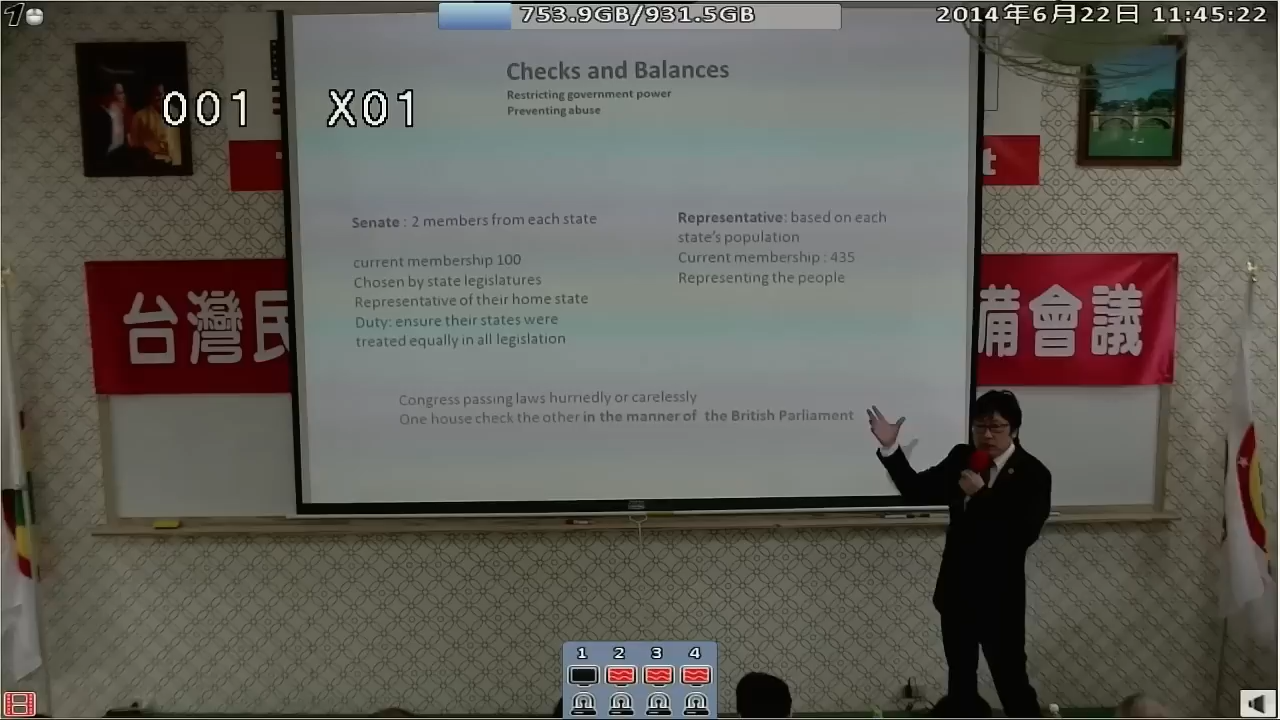 753.9GB/931.5GB
2014年6月22日 11:45:22
001 X01
Checks and Balances
Restricting government power
Preventing abuse
t
Senate : 2 members from each state
current membership 100
Chosen by state legislatures
Representative of their home state
Duty: ensure their states were
treated equally in all legislation
Representative: based on each
state's population
Current membership : 435
Representing the people
台灣民
備會議
Congress passing laws hurriedly or carelessly
One house check the other in the manner of the British Parliament
1 2 3 4